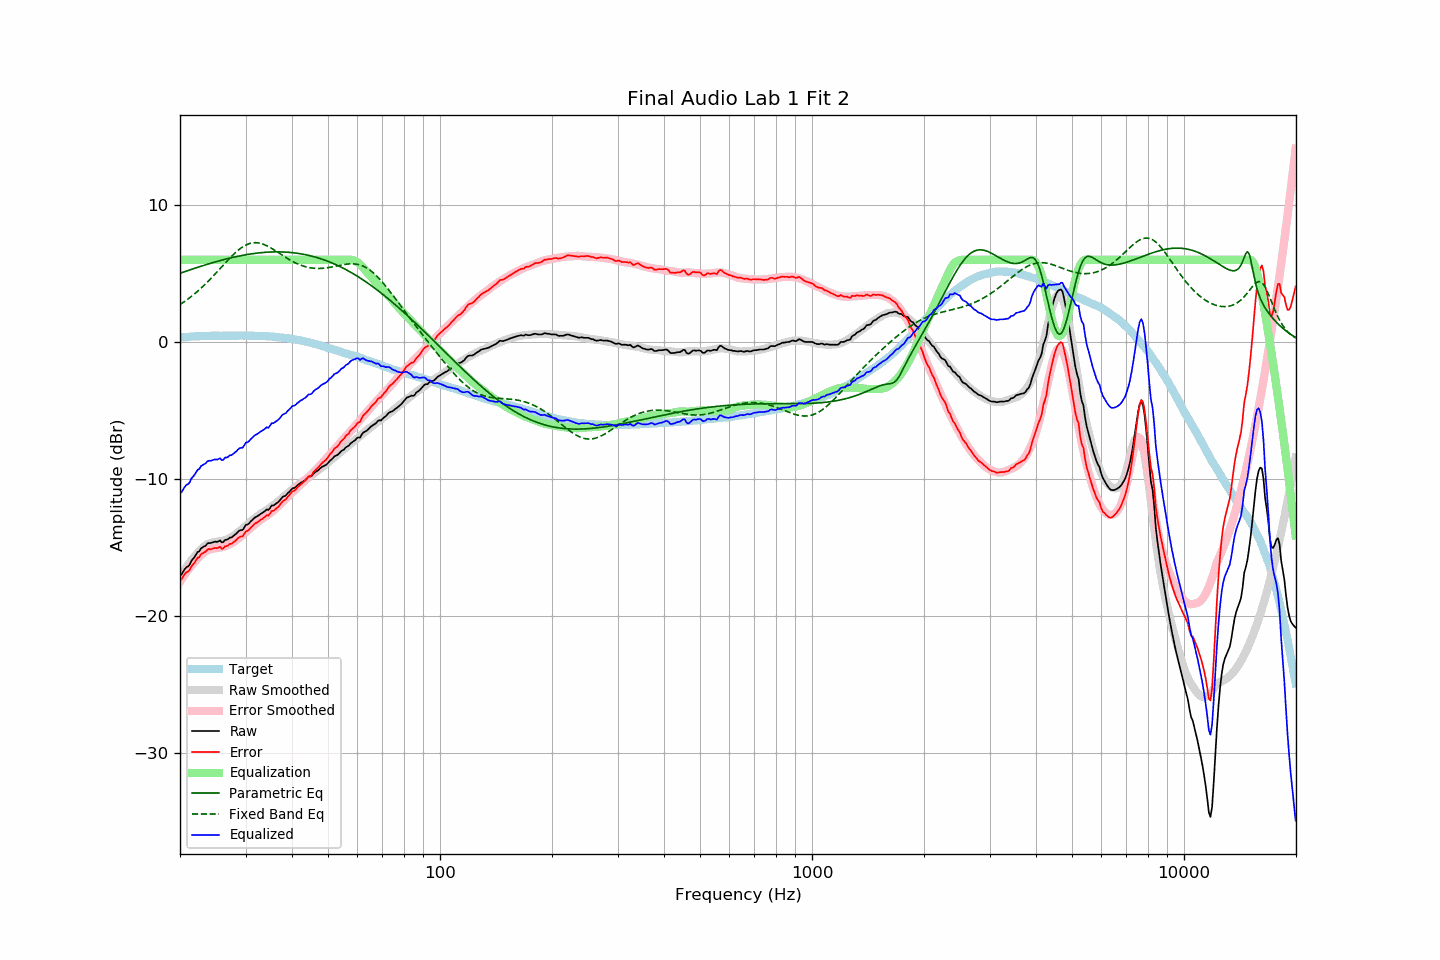 Final Audio Lab 1 Fit 2
Amplitude (dBr)
10
0
−10
−20
−30
Target
Raw Smoothed
Error Smoothed
Raw
Error
Equalization
Parametric Eq
Fixed Band Eq
Equalized
100 1000 10000
Frequency (Hz)